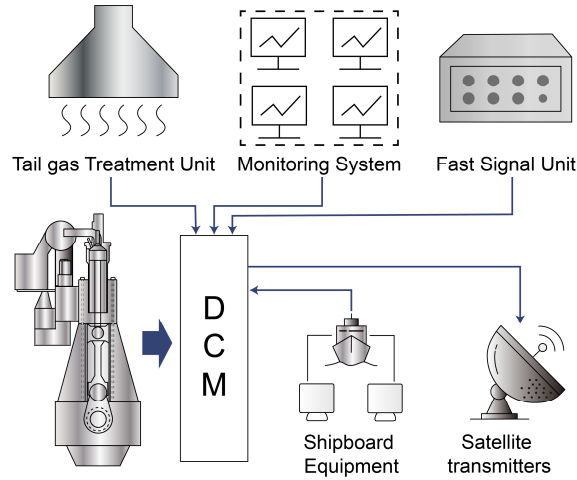 Tail gas Treatment Unit
Monitoring System
Fast Signal Unit
D
C
M
Shipboard
Equipment
Satellite
transmitters